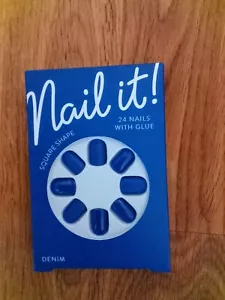 Nail it!
24 NAILS
WITH GLUE
SQUARE SHAPE
DENIM